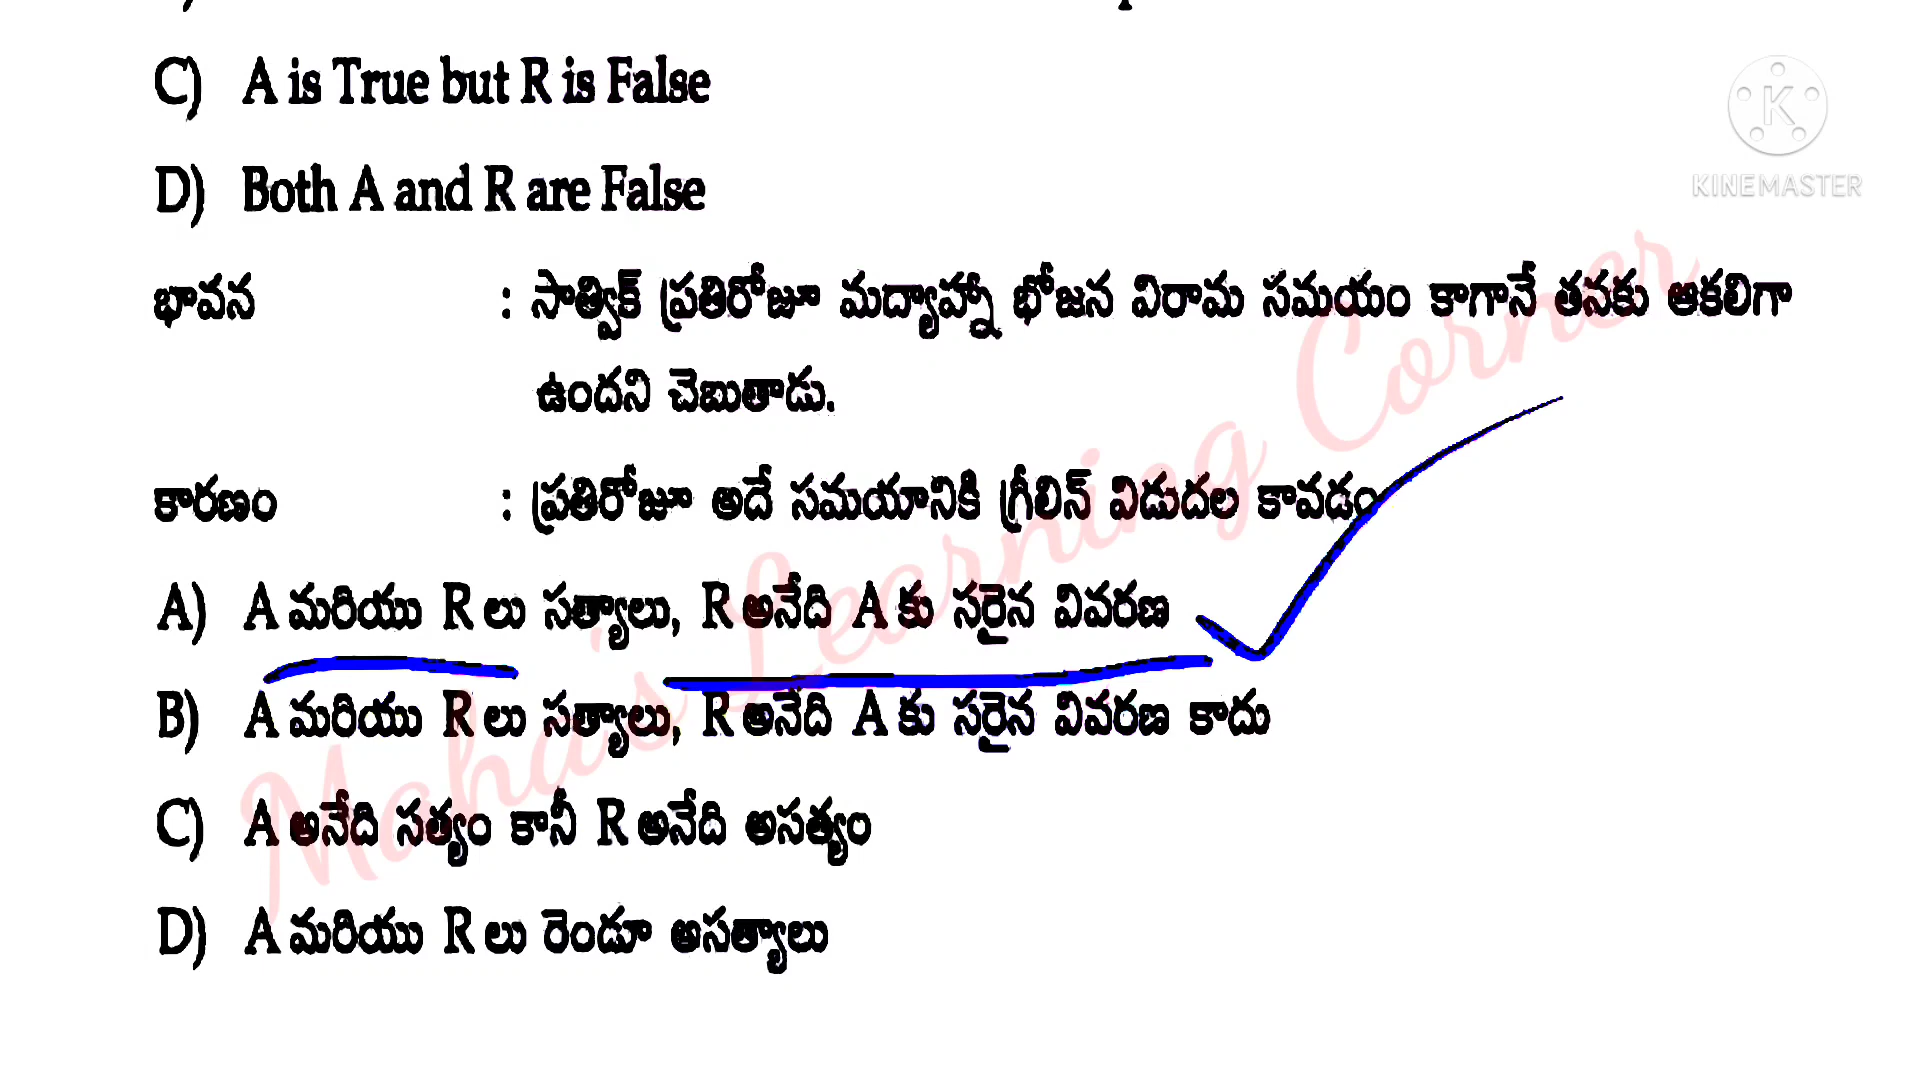 C) A is True but R is False
D) Both A and R are False
భావన : సాత్విక్ ప్రతిరోజూ మద్యాహ్నా భోజన విరామ సమయం కాగానే తనకు ఆకలిగా
ఉందని చెబుతాడు.
కారణం : ప్రతిరోజూ అదే సమయానికి గ్రీలిన్ విడుదల కావడం
A) A మరియు R లు సత్యాలు, R అనేది A కు సరైన వివరణ
B) A మరియు R లు సత్యాలు, R అనేది A కు సరైన వివరణ కాదు
C) A అనేది సత్యం కానీ R అనేది అసత్యం
D) A మరియు R లు రెండూ అసత్యాలు
K
KINEMASTER
Maha's Learning Corner